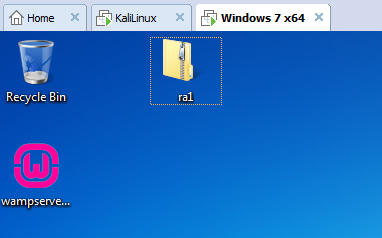 Home
KaliLinux
Windows 7 x64
Recycle Bin
ra1
wampserve...